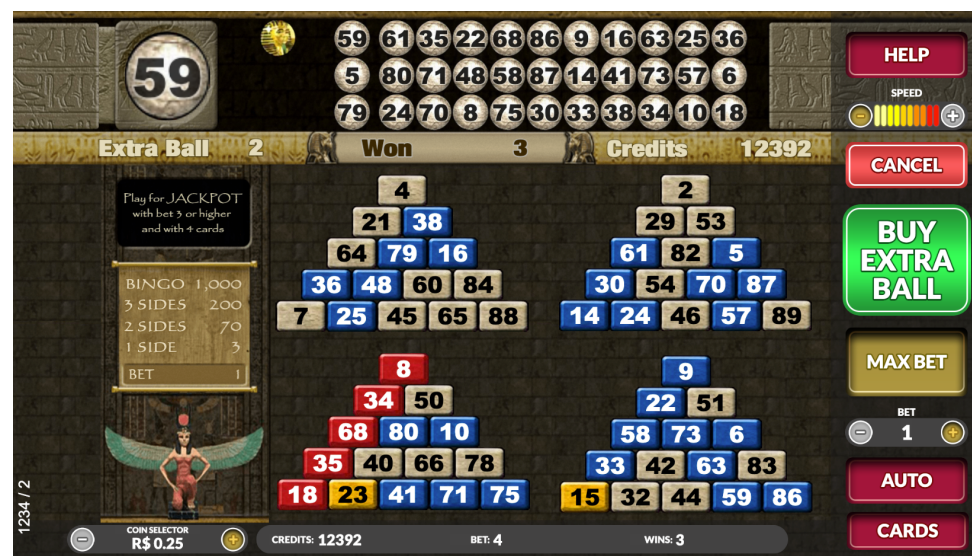 59
59 61 35 22 68 86 9 16 63 25 36
5 80 71 48 58 87 14 41 73 57 6
79 24 70 8 75 30 33 38 34 10 18
HELP
SPEED
Extra Ball 2 Won 3 Credits 12392
CANCEL
Play for JACKPOT
with bet 3 or higher
and with 4 cards
BINGO 1,000
3 SIDES 200
2 SIDES 70
1 SIDE 3
BET 1
4
21 38
64 79 16
36 48 60 84
7 25 45 65 88
2
29 53
61 82 5
30 54 70 87
14 24 46 57 89
8
34 50
68 80 10
35 40 66 78
18 23 41 71 75
9
22 51
58 73 6
33 42 63 83
15 32 44 59 86
BUY
EXTRA
BALL
MAX BET
BET
1
AUTO
CARDS
1234 / 2
COIN SELECTOR
R$ 0.25
CREDITS: 12392 BET: 4 WINS: 3